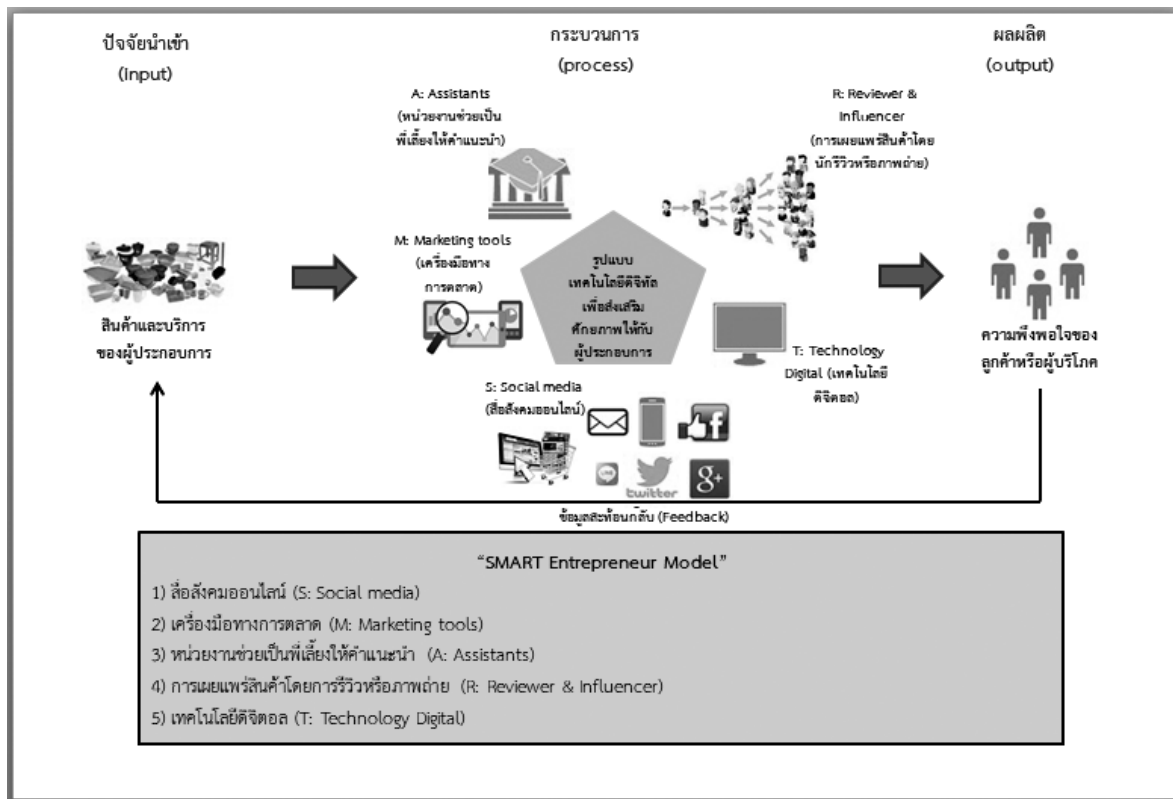 ปัจจัยนำเข้า
(input)
กระบวนการ
(process)
ผลผลิต
(output)
A: Assistants
(หน่วยงานช่วยเป็น
พี่เลี้ยงให้คำแนะนำ)
R: Reviewer &
Influencer
(การเผยแพร่สินค้าโดย
นักรีวิวหรือภาพถ่าย)
M: Marketing tools
(เครื่องมือทาง
การตลาด)
รูปแบบ
เทคโนโลยีดิจิทัล
เพื่อส่งเสริม
ศักยภาพให้กับ
ผู้ประกอบการ
สินค้าและบริการ
ของผู้ประกอบการ
T: Technology
Digital (เทคโนโลยี
ดิจิตอล)
ความพึงพอใจของ
ลูกค้าหรือผู้บริโภค
S: Social media
(สื่อสังคมออนไลน์)
f
LINE
twitter
g+
ข้อมูลสะท้อนกลับ (Feedback)
“SMART Entrepreneur Model”
1) สื่อสังคมออนไลน์ (S: Social media)
2) เครื่องมือทางการตลาด (M: Marketing tools)
3) หน่วยงานช่วยเป็นพี่เลี้ยงให้คำแนะนำ (A: Assistants)
4) การเผยแพร่สินค้าโดยการรีวิวหรือภาพถ่าย (R: Reviewer & Influencer)
5) เทคโนโลยีดิจิตอล (T: Technology Digital)